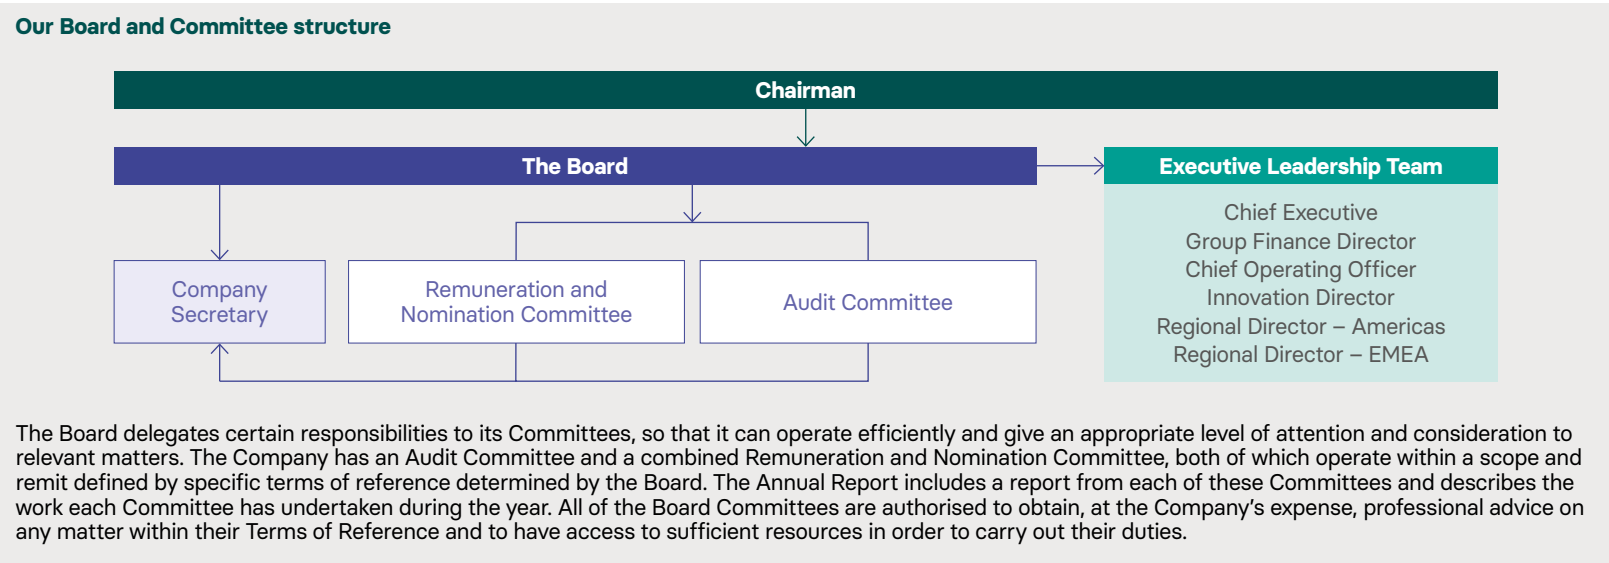 Our Board and Committee structure
Chairman
The Board
Executive Leadership Team
Company
Secretary
Remuneration and
Nomination Committee
Audit Committee
Chief Executive
Group Finance Director
Chief Operating Officer
Innovation Director
Regional Director – Americas
Regional Director – EMEA
The Board delegates certain responsibilities to its Committees, so that it can operate efficiently and give an appropriate level of attention and consideration to
relevant matters. The Company has an Audit Committee and a combined Remuneration and Nomination Committee, both of which operate within a scope and
remit defined by specific terms of reference determined by the Board. The Annual Report includes a report from each of these Committees and describes the
work each Committee has undertaken during the year. All of the Board Committees are authorised to obtain, at the Company’s expense, professional advice on
any matter within their Terms of Reference and to have access to sufficient resources in order to carry out their duties.